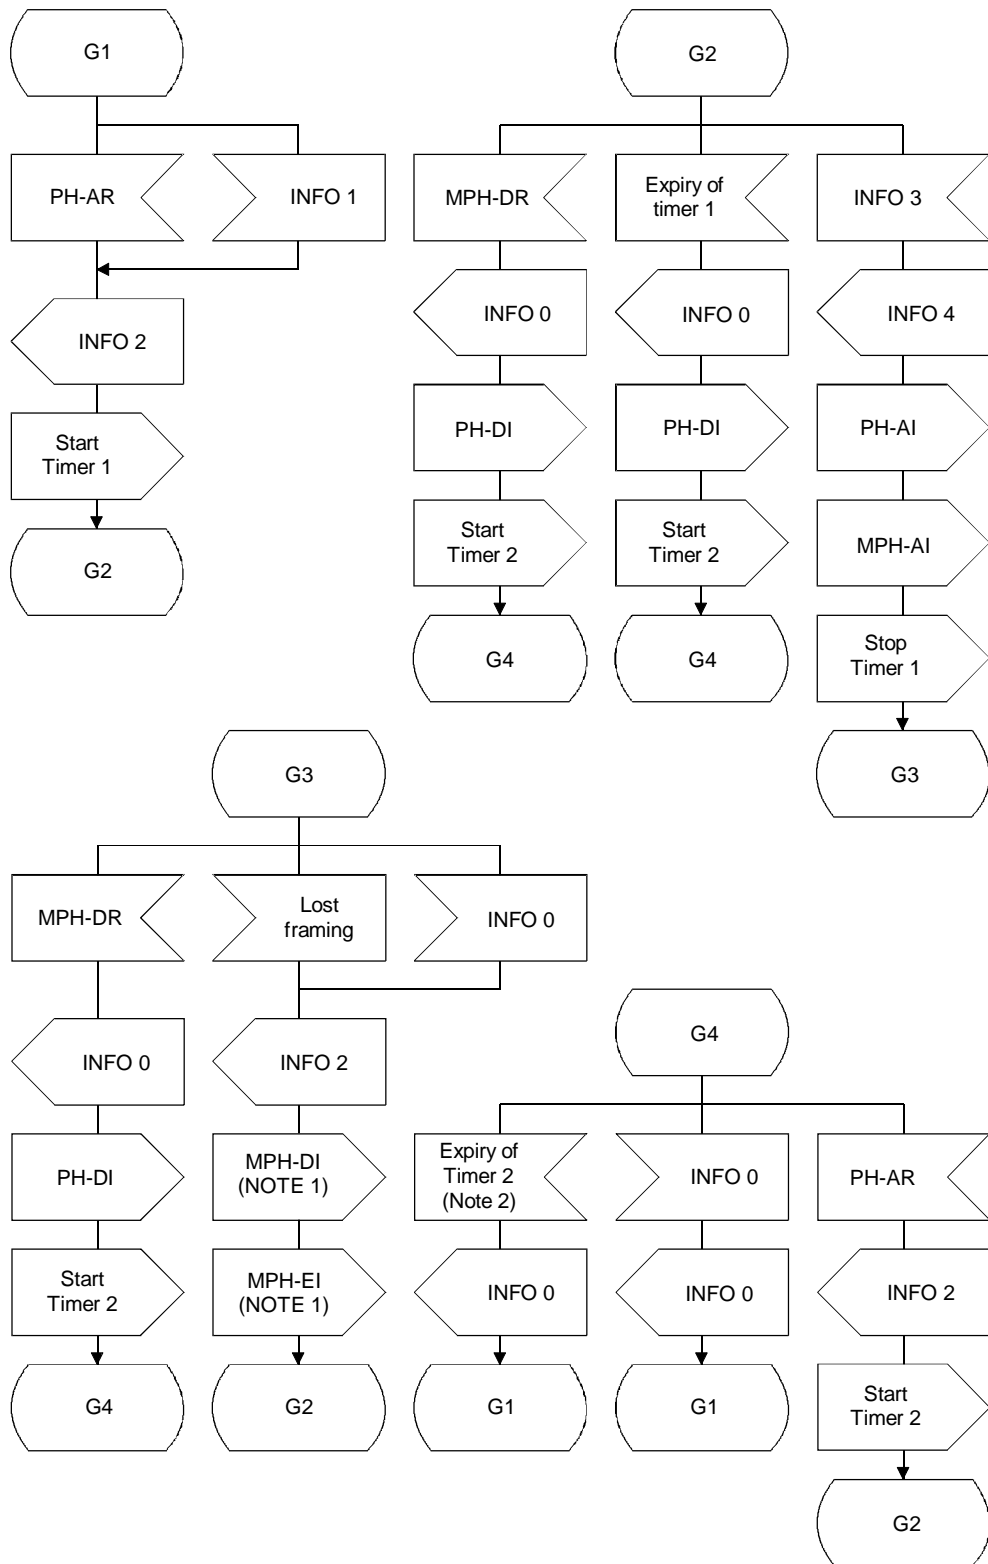 G1
PH-AR
INFO 1
INFO 2
Start
Timer 1
G2
G2
MPH-DR
INFO 0
PH-DI
Start
Timer 2
G4
Expiry of
timer 1
INFO 0
PH-DI
Start
Timer 2
G4
INFO 3
INFO 4
PH-AI
MPH-AI
Stop
Timer 1
G3
G3
MPH-DR
INFO 0
PH-DI
Start
Timer 2
G4
Lost
framing
INFO 0
INFO 2
MPH-DI
(NOTE 1)
MPH-EI
(NOTE 1)
G2
G4
Expiry of
Timer 2
(Note 2)
INFO 0
G1
INFO 0
INFO 0
G1
PH-AR
INFO 2
Start
Timer 2
G2